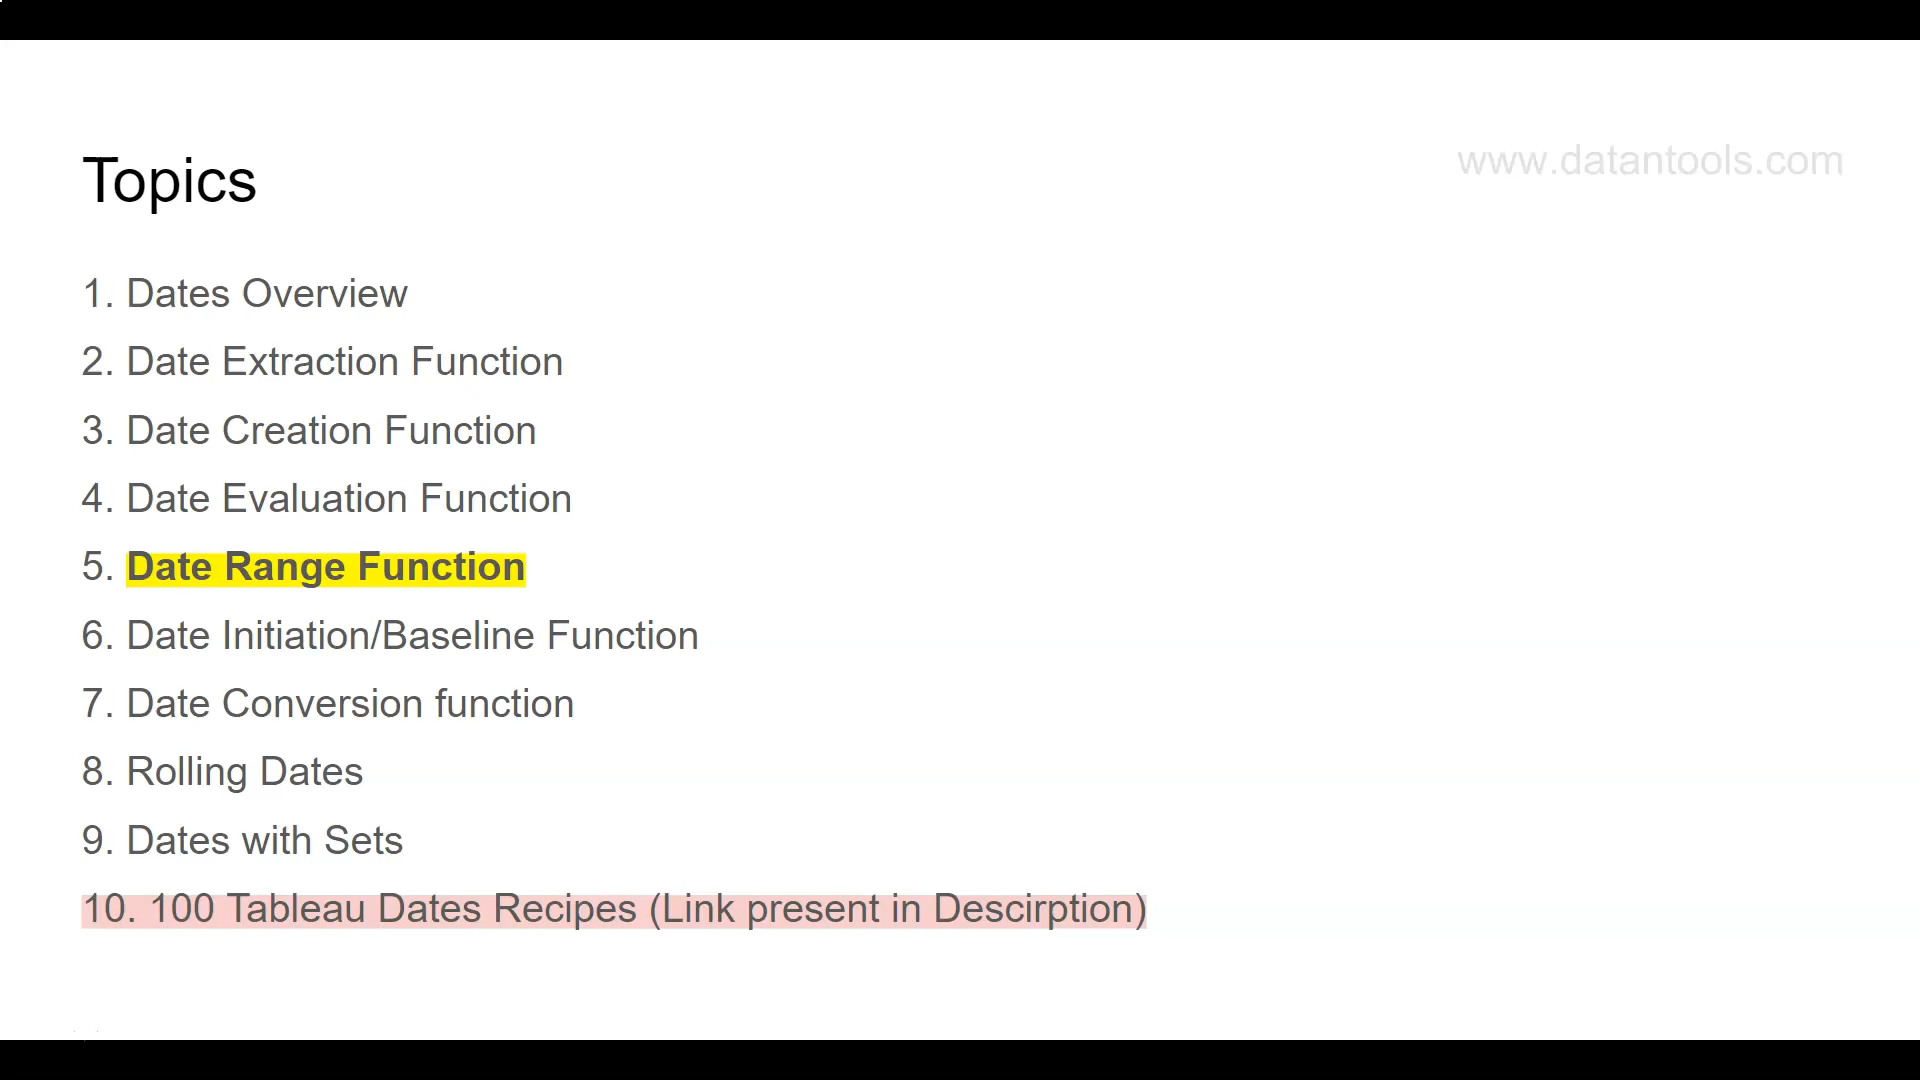 Topics
www.datantools.com
1. Dates Overview
2. Date Extraction Function
3. Date Creation Function
4. Date Evaluation Function
5. Date Range Function
6. Date Initiation/Baseline Function
7. Date Conversion function
8. Rolling Dates
9. Dates with Sets
10. 100 Tableau Dates Recipes (Link present in Descirption)